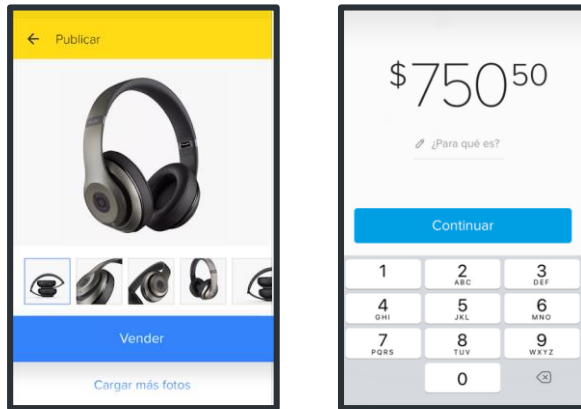 Publicar
Vender
Cargar más fotos
$750⁵⁰
¿Para qué es?
Continuar
1 2 3
ABC DEF
4 5 6
GHI JKL MNO
7 8 9
PQRS TUV WXYZ
0